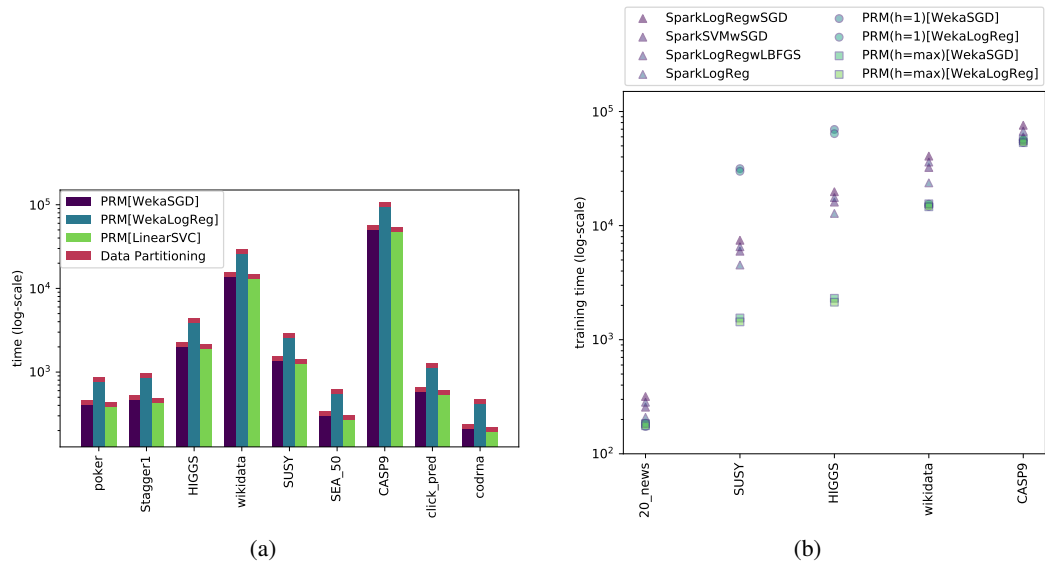 PRM[WekaSGD]
PRM[WekaLogReg]
PRM[LinearSVC]
Data Partitioning
time (log-scale)
10^5
10^4
10^3
poker
Stagger1
HIGGS
wikidata
SUSY
SEA_50
CASP9
click_pred
codrna
(a)
SparkLogRegwSGD
SparkSVMwSGD
SparkLogRegwLBFGS
SparkLogReg
PRM(h=1)[WekaSGD]
PRM(h=1)[WekaLogReg]
PRM(h=max)[WekaSGD]
PRM(h=max)[WekaLogReg]
training time (log-scale)
10^5
10^4
10^3
10^2
20_news
SUSY
HIGGS
wikidata
CASP9
(b)